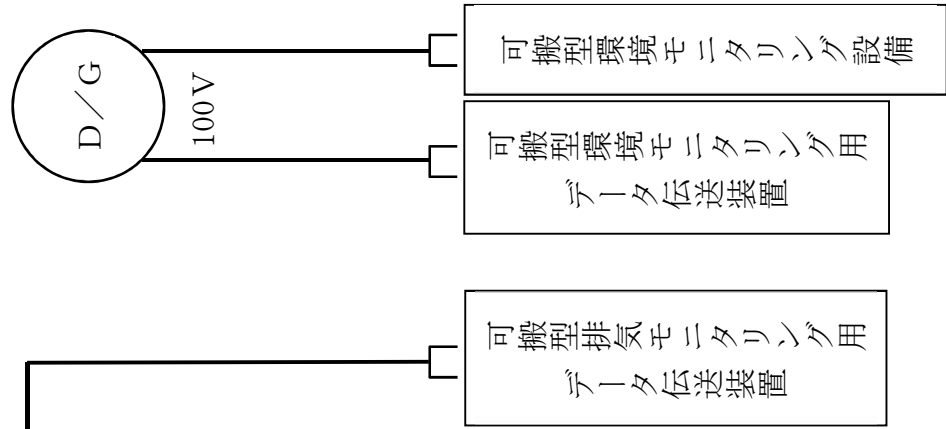 D／G
100V
可搬型環境モニタリング設備
可搬型環境モニタリング用
データ伝送装置
可搬型排気モニタリング用
データ伝送装置